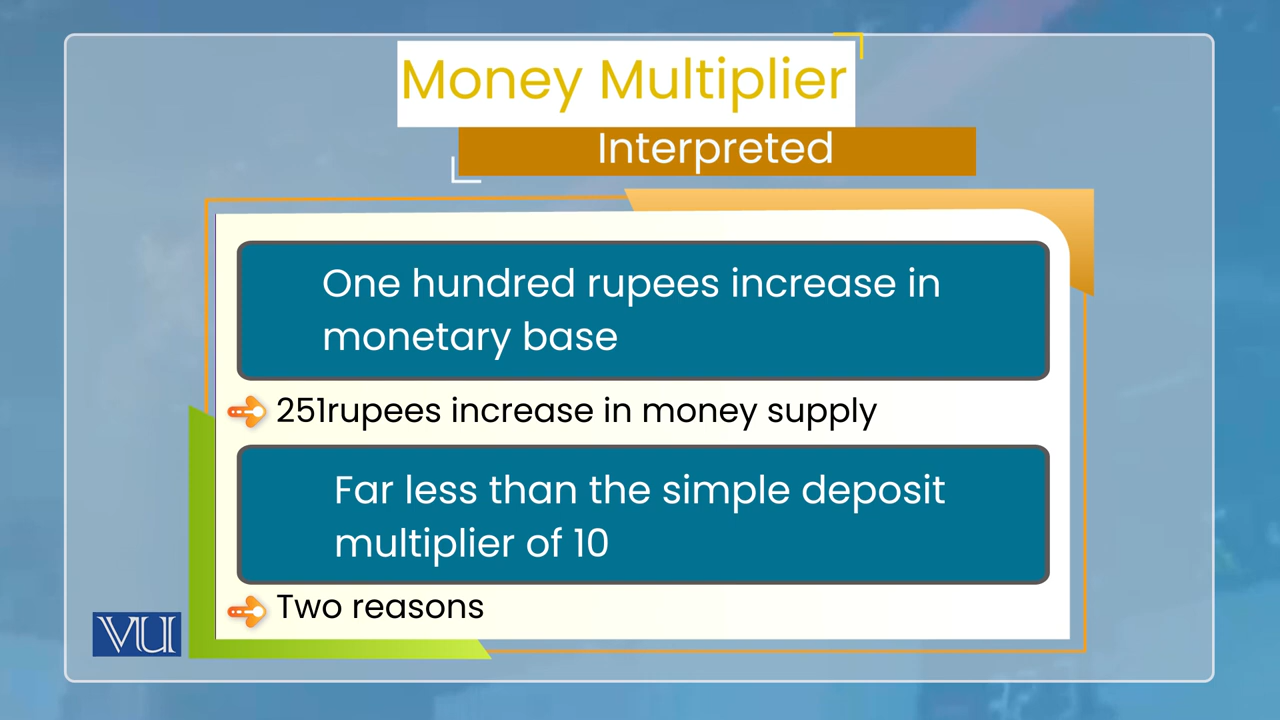 Money Multiplier
Interpreted
One hundred rupees increase in
monetary base
251rupees increase in money supply
Far less than the simple deposit
multiplier of 10
Two reasons
VU